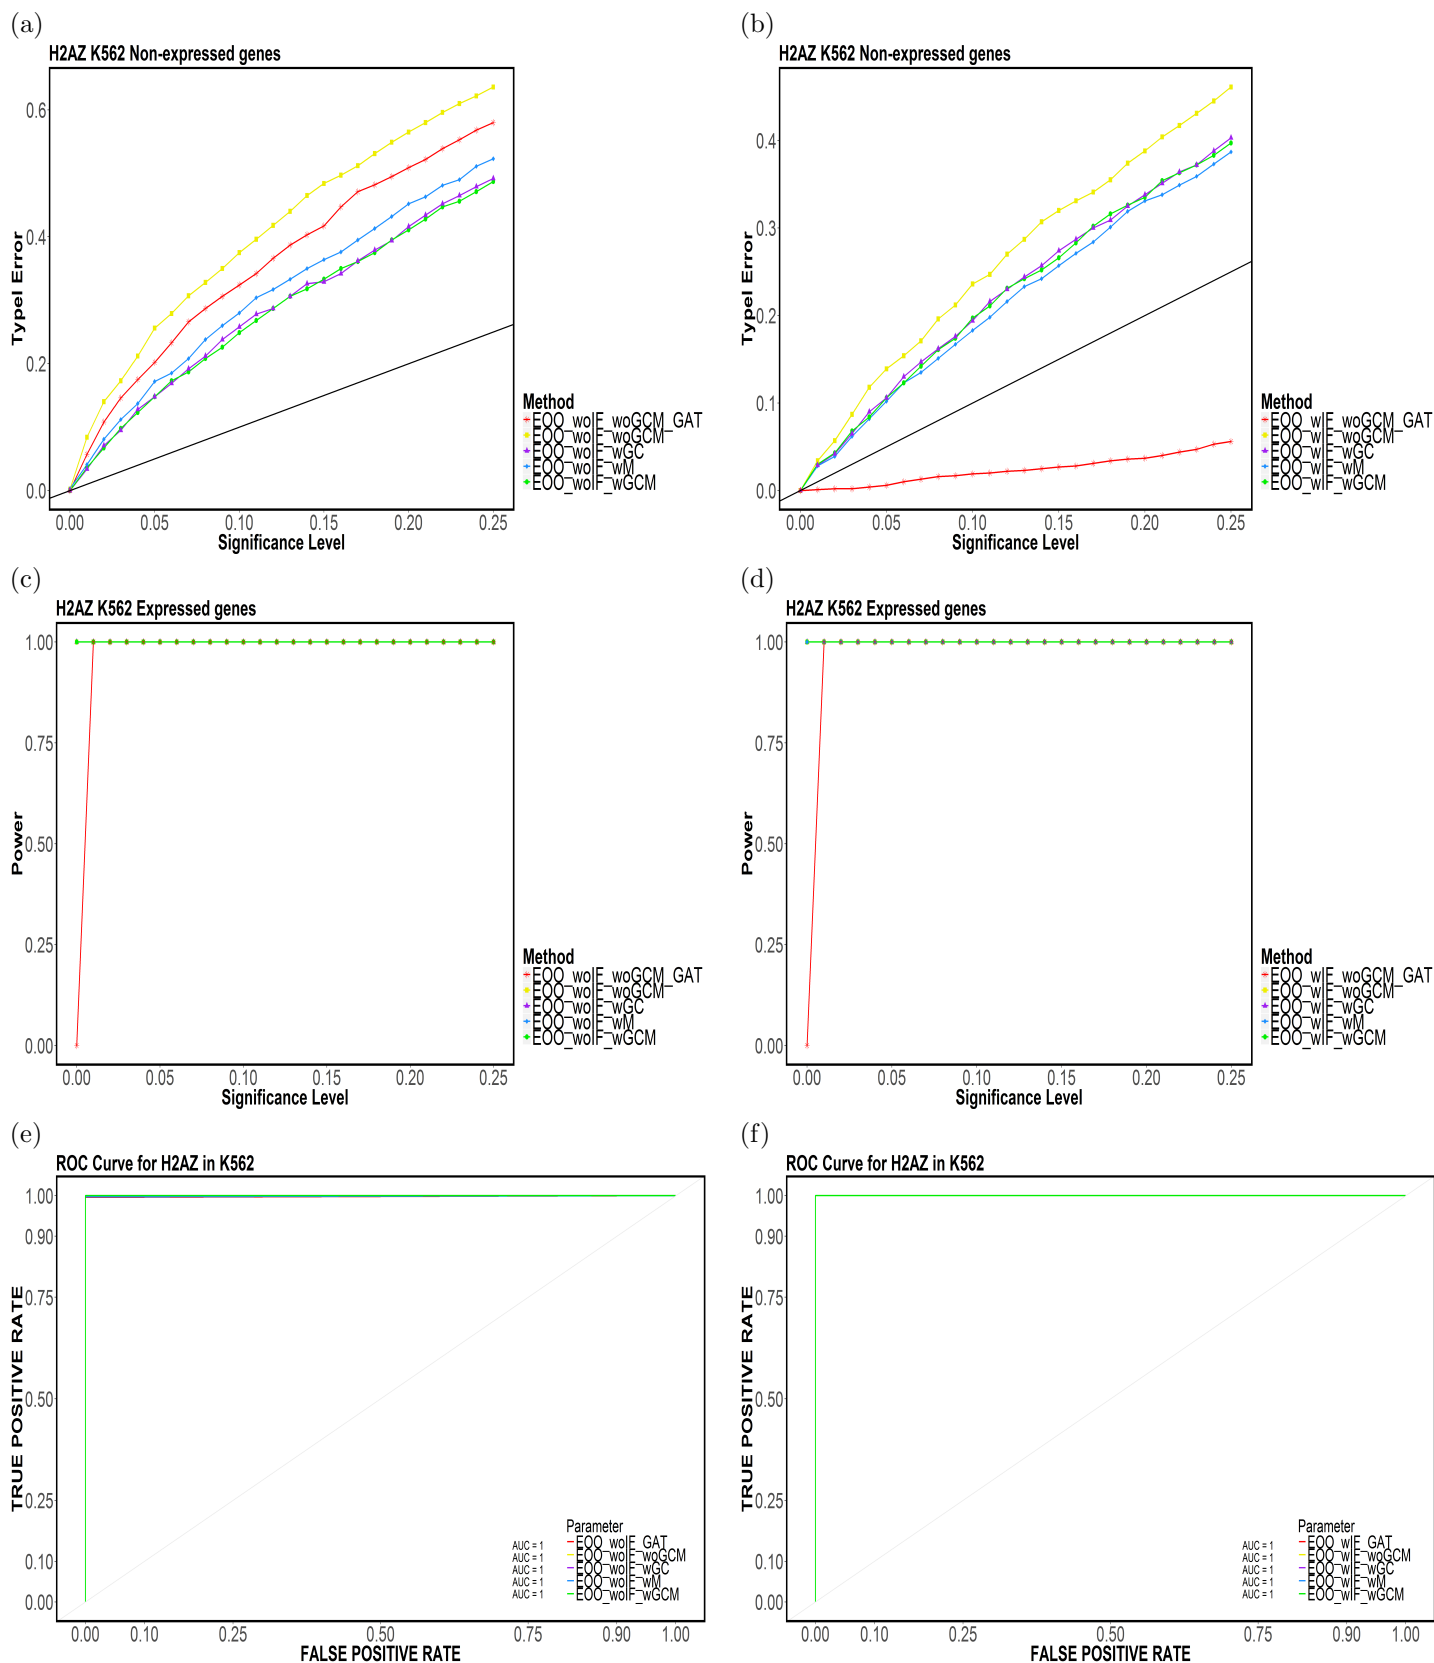 (a)
H2AZ K562 Non-expressed genes
0.6
0.4
0.2
0.0
TypeI Error
0.00 0.05 0.10 0.15 0.20 0.25
Significance Level
Method
EOO_woIF_woGCM_GAT
EOO_woIF_woGCM
EOO_woIF_wGC
EOO_woIF_wM
EOO_woIF_wGCM
(b)
H2AZ K562 Non-expressed genes
0.4
0.3
0.2
0.1
0.0
TypeI Error
0.00 0.05 0.10 0.15 0.20 0.25
Significance Level
Method
EOO_wIF_woGCM_GAT
EOO_wIF_woGCM
EOO_wIF_wGC
EOO_wIF_wM
EOO_wIF_wGCM
(c)
H2AZ K562 Expressed genes
1.00
0.75
0.50
0.25
0.00
Power
0.00 0.05 0.10 0.15 0.20 0.25
Significance Level
Method
EOO_woIF_woGCM_GAT
EOO_woIF_woGCM
EOO_woIF_wGC
EOO_woIF_wM
EOO_woIF_wGCM
(d)
H2AZ K562 Expressed genes
1.00
0.75
0.50
0.25
0.00
Power
0.00 0.05 0.10 0.15 0.20 0.25
Significance Level
Method
EOO_wIF_woGCM_GAT
EOO_wIF_woGCM
EOO_wIF_wGC
EOO_wIF_wM
EOO_wIF_wGCM
(e)
ROC Curve for H2AZ in K562
1.00
0.90
0.75
0.50
0.25
0.10
0.00
TRUE POSITIVE RATE
Parameter
AUC = 1 EOO_woIF_GAT
AUC = 1 EOO_woIF_woGCM
AUC = 1 EOO_woIF_wGC
AUC = 1 EOO_woIF_wM
AUC = 1 EOO_woIF_wGCM
0.00 0.10 0.25 0.50 0.75 0.90 1.00
FALSE POSITIVE RATE
(f)
ROC Curve for H2AZ in K562
1.00
0.90
0.75
0.50
0.25
0.10
0.00
TRUE POSITIVE RATE
Parameter
AUC = 1 EOO_wIF_GAT
AUC = 1 EOO_wIF_woGCM
AUC = 1 EOO_wIF_wGC
AUC = 1 EOO_wIF_wM
AUC = 1 EOO_wIF_wGCM
0.00 0.10 0.25 0.50 0.75 0.90 1.00
FALSE POSITIVE RATE